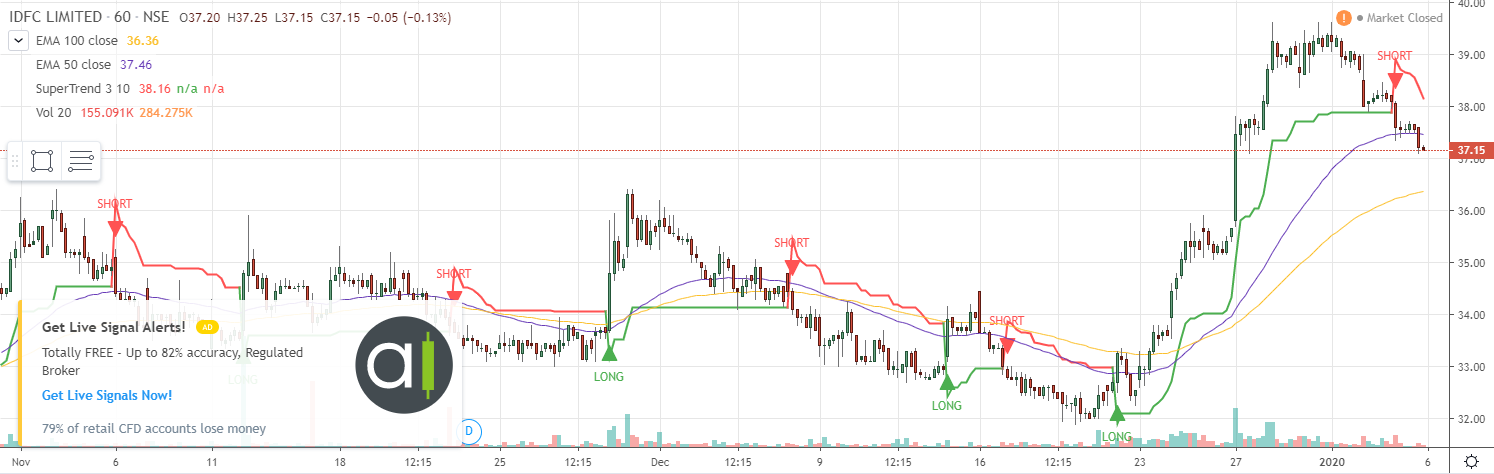 IDFC LIMITED · 60 · NSE O37.20 H37.25 L37.15 C37.15 −0.05 (−0.13%)
EMA 100 close 36.36
EMA 50 close 37.46
SuperTrend 3 10 38.16 n/a n/a
Vol 20 155.091K 284.275K
! Market Closed
40.00
39.00
38.00
37.15
37.00
36.00
35.00
34.00
33.00
32.00
SHORT
SHORT
SHORT
SHORT
SHORT
LONG
LONG
LONG
LONG
Get Live Signal Alerts! AD
Totally FREE - Up to 82% accuracy, Regulated
Broker
Get Live Signals Now!
79% of retail CFD accounts lose money
a
D
Nov 6 11 18 12:15 25 12:15 Dec 12:15 9 12:15 16 12:15 23 27 2020 6